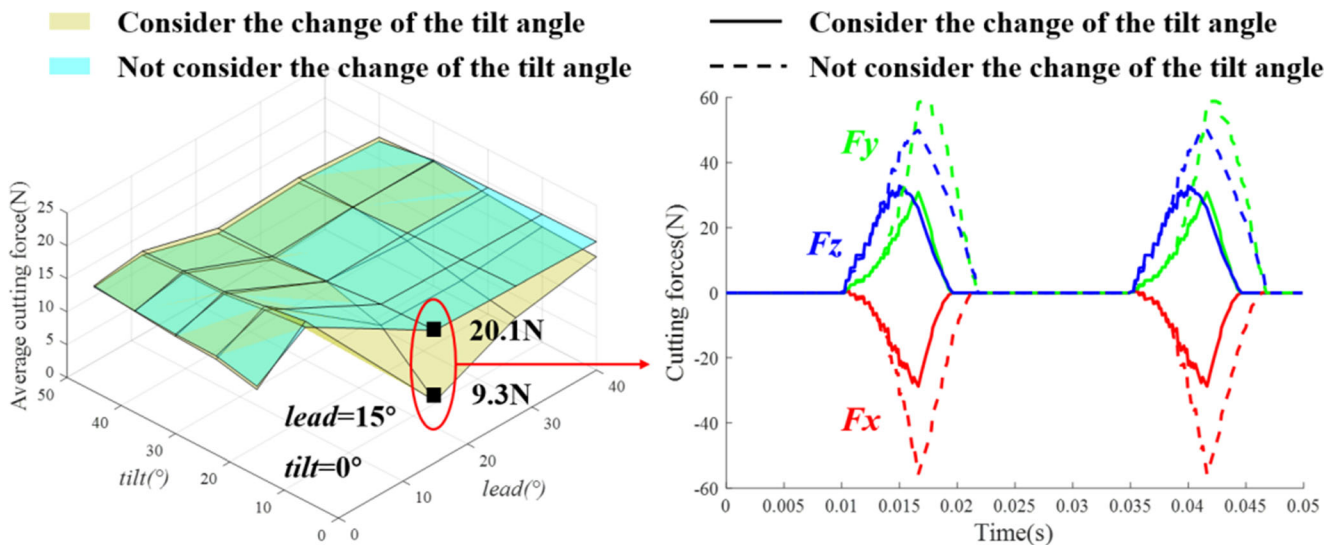 Consider the change of the tilt angle
Not consider the change of the tilt angle
Consider the change of the tilt angle
Not consider the change of the tilt angle
Average cutting force(N)
25
20
15
10
5
0
50
40
30
20
10
0
tilt(°)
0
10
20
30
40
lead(°)
20.1N
9.3N
lead=15°
tilt=0°
Cutting forces(N)
60
40
20
0
-20
-40
-60
Fy
Fz
Fx
0
0.005
0.01
0.015
0.02
0.025
0.03
0.035
0.04
0.045
0.05
Time(s)